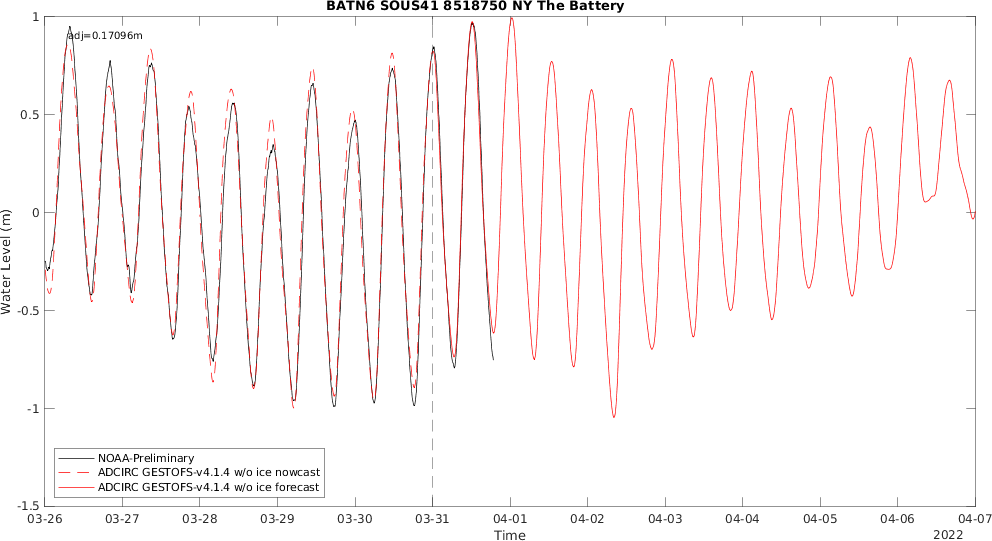 BATN6 SOUS41 8518750 NY The Battery
adj=0.17096m
1
0.5
0
-0.5
-1
-1.5
Water Level (m)
NOAA-Preliminary
ADCIRC GESTOFS-v4.1.4 w/o ice nowcast
ADCIRC GESTOFS-v4.1.4 w/o ice forecast
03-26 03-27 03-28 03-29 03-30 03-31 04-01 04-02 04-03 04-04 04-05 04-06 04-07
Time
2022